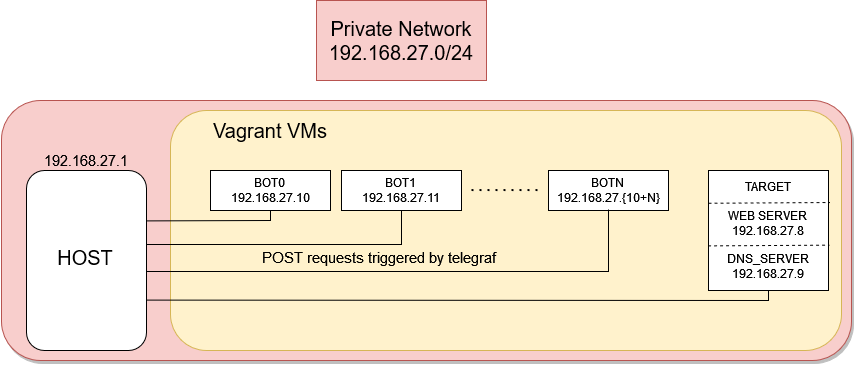 Private Network
192.168.27.0/24
Vagrant VMs
192.168.27.1
HOST
BOT0
192.168.27.10
BOT1
192.168.27.11
.........
BOTN
192.168.27.{10+N}
TARGET
WEB SERVER
192.168.27.8
DNS_SERVER
192.168.27.9
POST requests triggered by telegraf